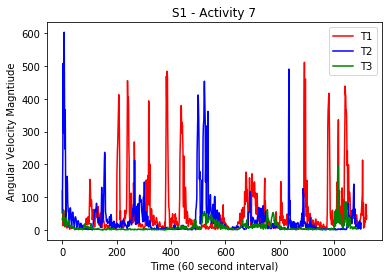 S1 - Activity 7
T1
T2
T3
Angular Velocity Magntiude
600
500
400
300
200
100
0
0 200 400 600 800 1000
Time (60 second interval)